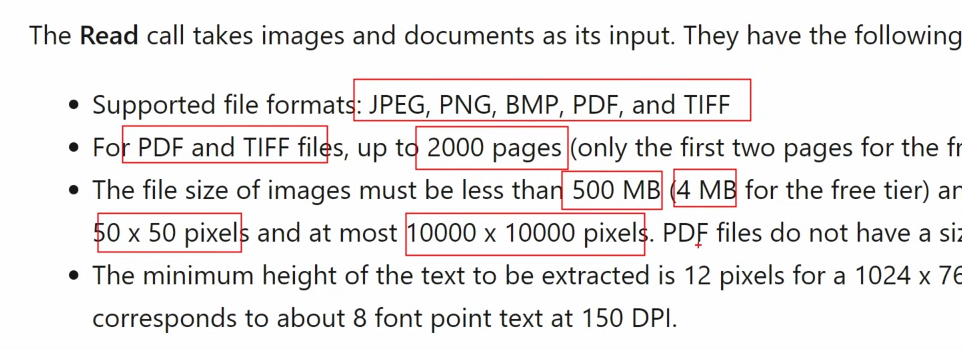 The Read call takes images and documents as its input. They have the following
• Supported file formats: JPEG, PNG, BMP, PDF, and TIFF
• For PDF and TIFF files, up to 2000 pages (only the first two pages for the
• The file size of images must be less than 500 MB (4 MB for the free tier)
50 x 50 pixels and at most 10000 x 10000 pixels. PDF files do not have a
• The minimum height of the text to be extracted is 12 pixels for a 1024 x
corresponds to about 8 font point text at 150 DPI.